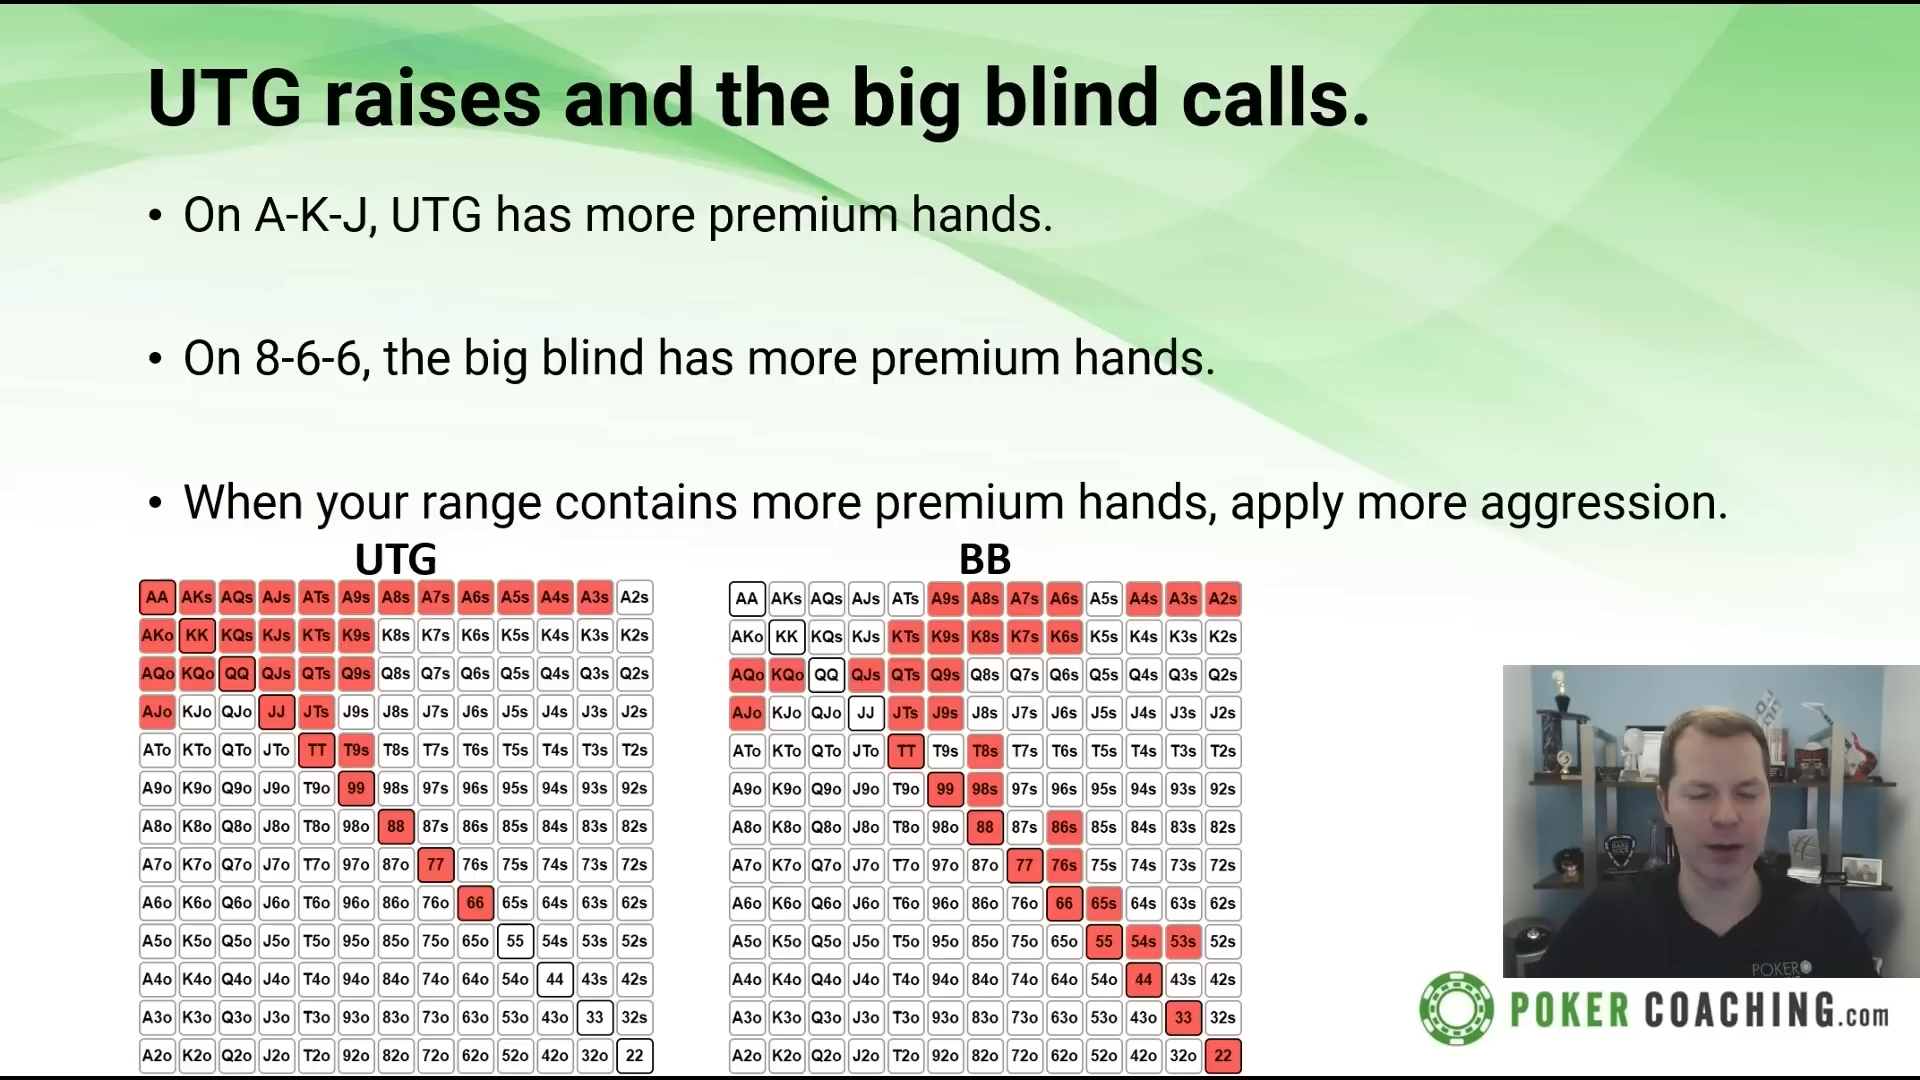 UTG raises and the big blind calls.
• On A-K-J, UTG has more premium hands.
• On 8-6-6, the big blind has more premium hands.
• When your range contains more premium hands, apply more aggression.
UTG
AA AKs AQs AJs ATs A9s A8s A7s A6s A5s A4s A3s A2s
AKo KK KQs KJs KTs K9s K8s K7s K6s K5s K4s K3s K2s
AQo KQo QQ QJs QTs Q9s Q8s Q7s Q6s Q5s Q4s Q3s Q2s
AJo KJo QJo JJ JTs J9s J8s J7s J6s J5s J4s J3s J2s
ATo KTo QTo JTo TT T9s T8s T7s T6s T5s T4s T3s T2s
A9o K9o Q9o J9o T9o 99 98s 97s 96s 95s 94s 93s 92s
A8o K8o Q8o J8o T8o 98o 88 87s 86s 85s 84s 83s 82s
A7o K7o Q7o J7o T7o 97o 87o 77 76s 75s 74s 73s 72s
A6o K6o Q6o J6o T6o 96o 86o 76o 66 65s 64s 63s 62s
A5o K5o Q5o J5o T5o 95o 85o 75o 65o 55 54s 53s 52s
A4o K4o Q4o J4o T4o 94o 84o 74o 64o 54o 44 43s 42s
A3o K3o Q3o J3o T3o 93o 83o 73o 63o 53o 43o 33 32s
A2o K2o Q2o J2o T2o 92o 82o 72o 62o 52o 42o 32o 22
BB
AA AKs AQs AJs ATs A9s A8s A7s A6s A5s A4s A3s A2s
AKo KK KQs KJs KTs K9s K8s K7s K6s K5s K4s K3s K2s
AQo KQo QQ QJs QTs Q9s Q8s Q7s Q6s Q5s Q4s Q3s Q2s
AJo KJo QJo JJ JTs J9s J8s J7s J6s J5s J4s J3s J2s
ATo KTo QTo JTo TT T9s T8s T7s T6s T5s T4s T3s T2s
A9o K9o Q9o J9o T9o 99 98s 97s 96s 95s 94s 93s 92s
A8o K8o Q8o J8o T8o 98o 88 87s 86s 85s 84s 83s 82s
A7o K7o Q7o J7o T7o 97o 87o 77 76s 75s 74s 73s 72s
A6o K6o Q6o J6o T6o 96o 86o 76o 66 65s 64s 63s 62s
A5o K5o Q5o J5o T5o 95o 85o 75o 65o 55 54s 53s 52s
A4o K4o Q4o J4o T4o 94o 84o 74o 64o 54o 44 43s 42s
A3o K3o Q3o J3o T3o 93o 83o 73o 63o 53o 43o 33 32s
A2o K2o Q2o J2o T2o 92o 82o 72o 62o 52o 42o 32o 22
POKER
POKER COACHING.com